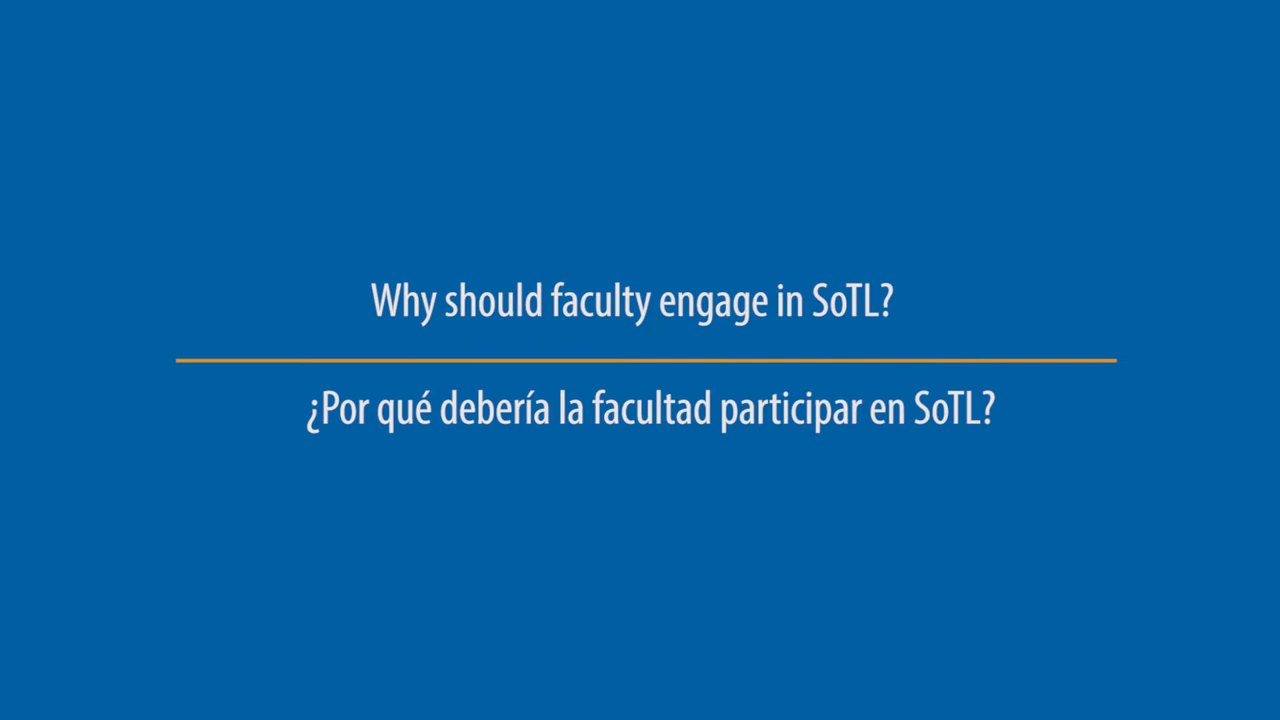 Why should faculty engage in SoTL?
¿Por qué debería la facultad participar en SoTL?